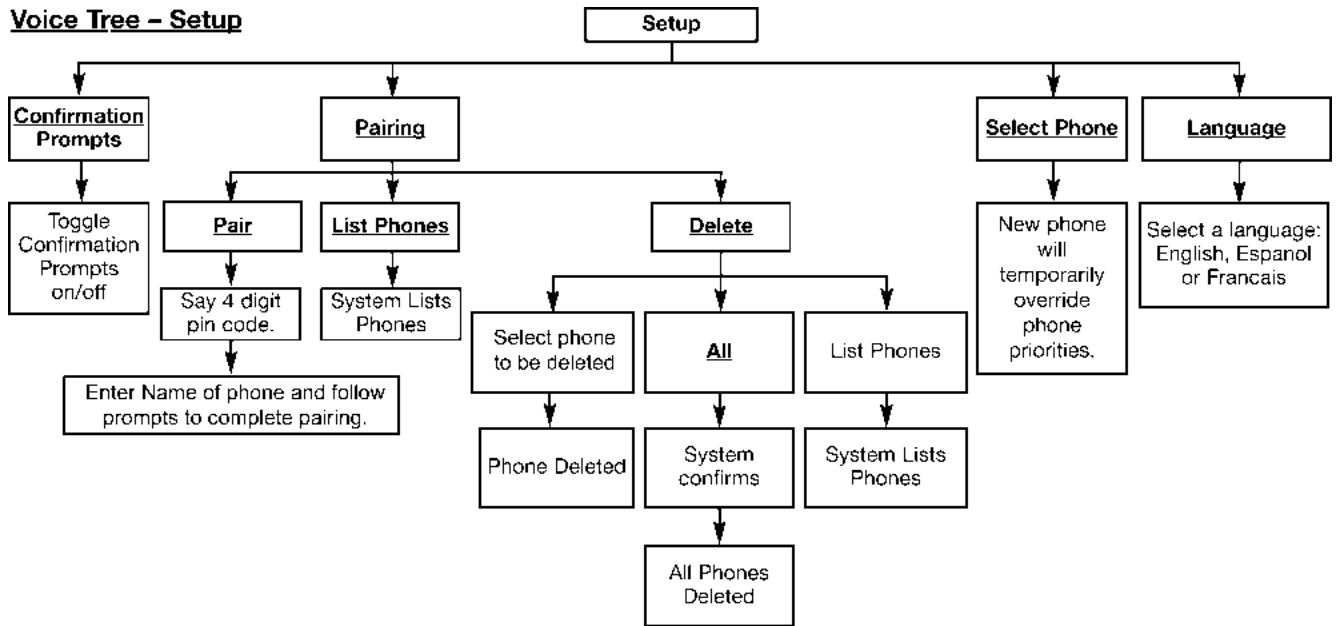 Voice Tree – Setup
Setup
Confirmation
Prompts
Pairing
Select Phone
Language
Toggle
Confirmation
Prompts
on/off
Pair
List Phones
Delete
New phone
will
temporarily
override
phone
priorities.
Select a language:
English, Espanol
or Francais
Say 4 digit
pin code.
System Lists
Phones
Enter Name of phone and follow
prompts to complete pairing.
Select phone
to be deleted
All
List Phones
Phone Deleted
System
confirms
System Lists
Phones
All Phones
Deleted